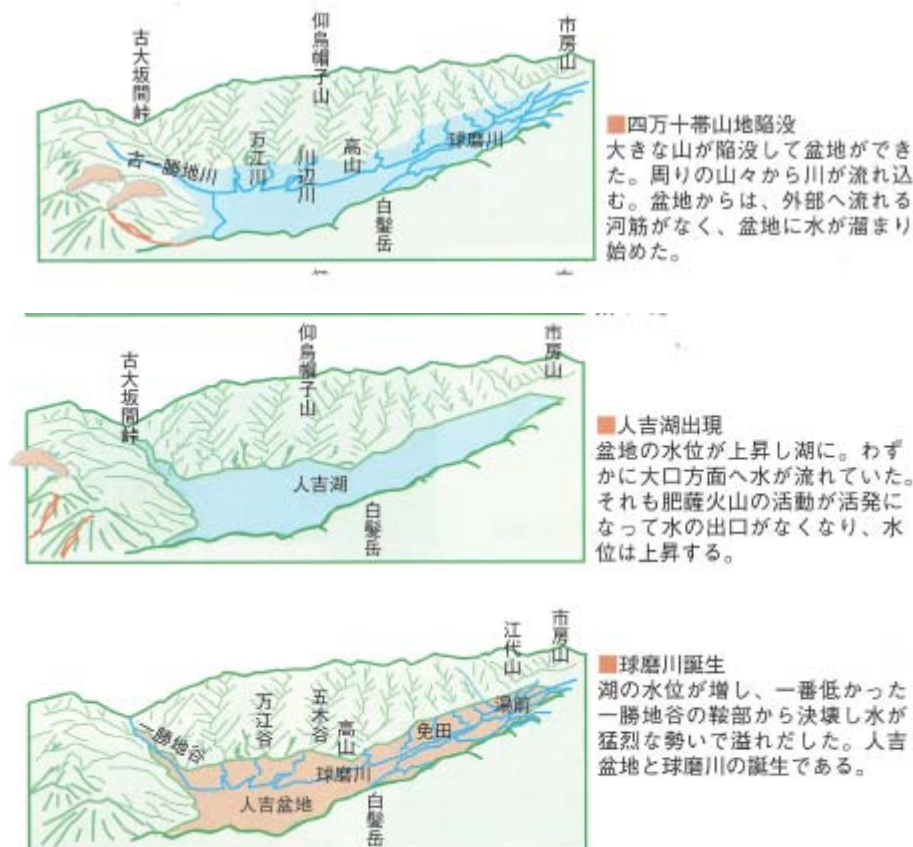 古大坂間峠
仰烏帽子山
市房山
古一勝地川
万江川
川辺川
高山
球磨川
白髪岳
■四万十帯山地陥没
大きな山が陥没して盆地ができ
た。周りの山々から川が流れ込
む。盆地からは、外部へ流れる
河筋がなく、盆地に水が溜まり
始めた。
古大坂間峠
仰烏帽子山
市房山
人吉湖
白髪岳
■人吉湖出現
盆地の水位が上昇し湖に。わず
かに大口方面へ水が流れていた。
それも肥薩火山の活動が活発に
なって水の出口がなくなり、水
位は上昇する。
一勝地谷
万江谷
五木谷
高山
江代山
市房山
湯前
免田
球磨川
人吉盆地
白髪岳
■球磨川誕生
湖の水位が増し、一番低かった
一勝地谷の鞍部から決壊し水が
猛烈な勢いで溢れだした。人吉
盆地と球磨川の誕生である。